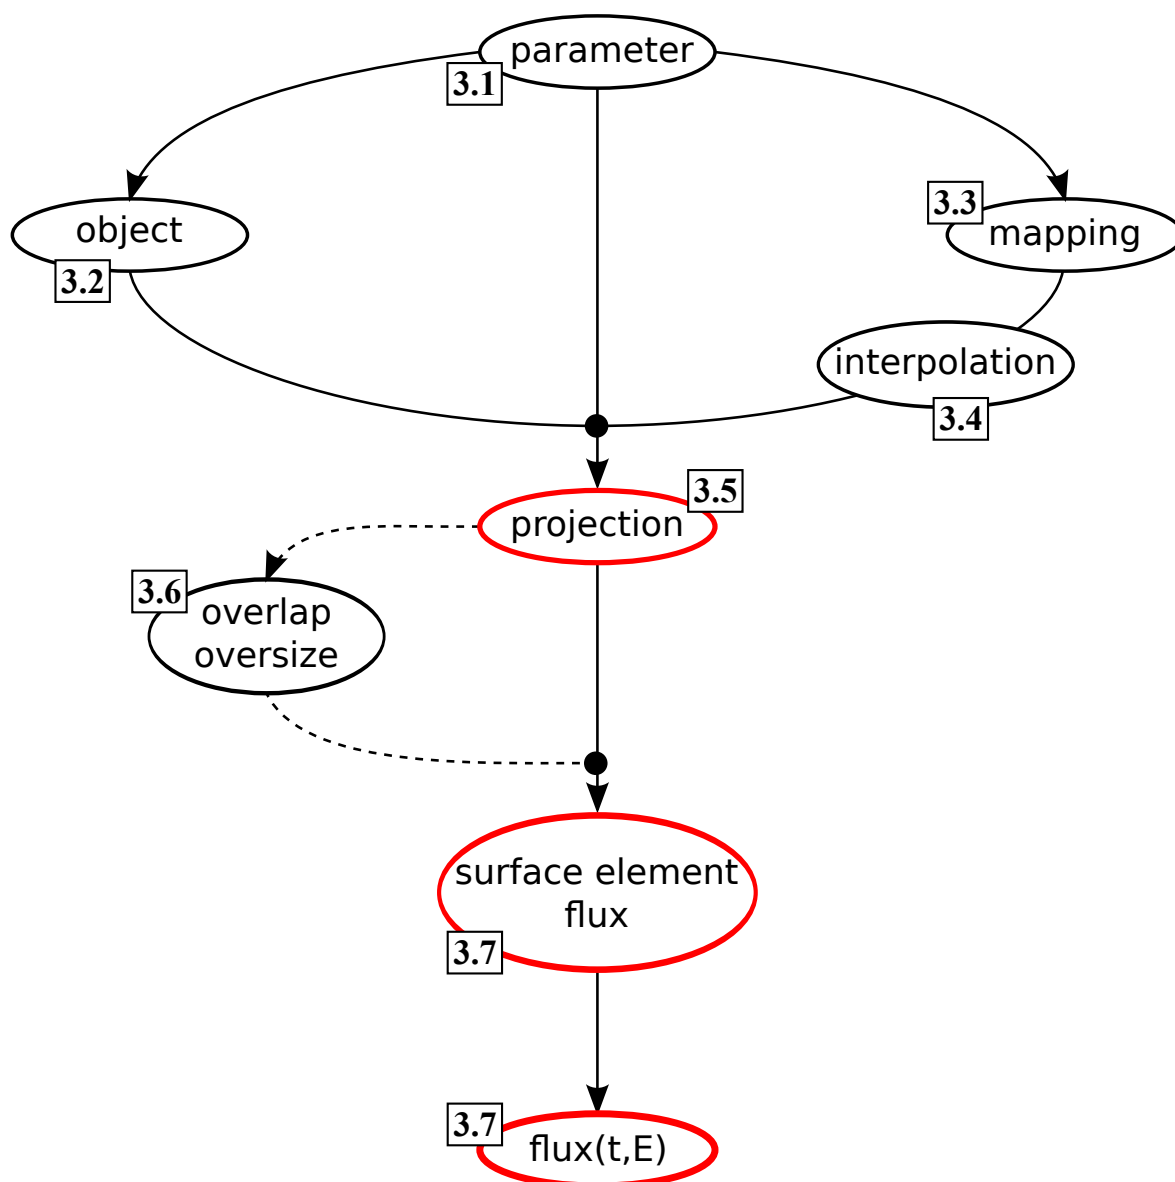 parameter
3.1
object
3.2
3.3
mapping
interpolation
3.4
3.5
projection
3.6
overlap
oversize
surface element
flux
3.7
3.7
flux(t,E)